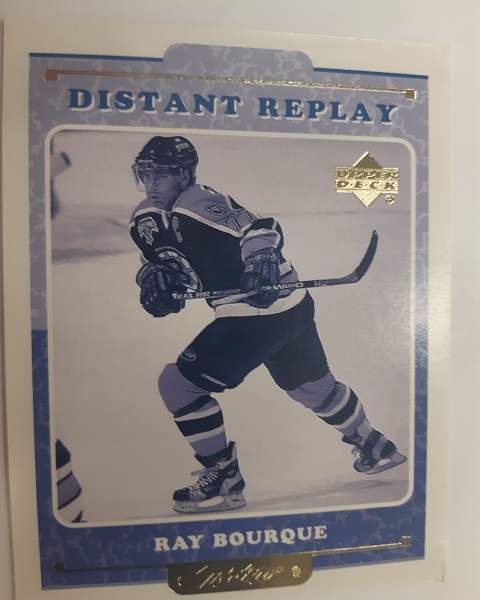 DISTANT REPLAY
UPPER
DECK
RAY BOURQUE